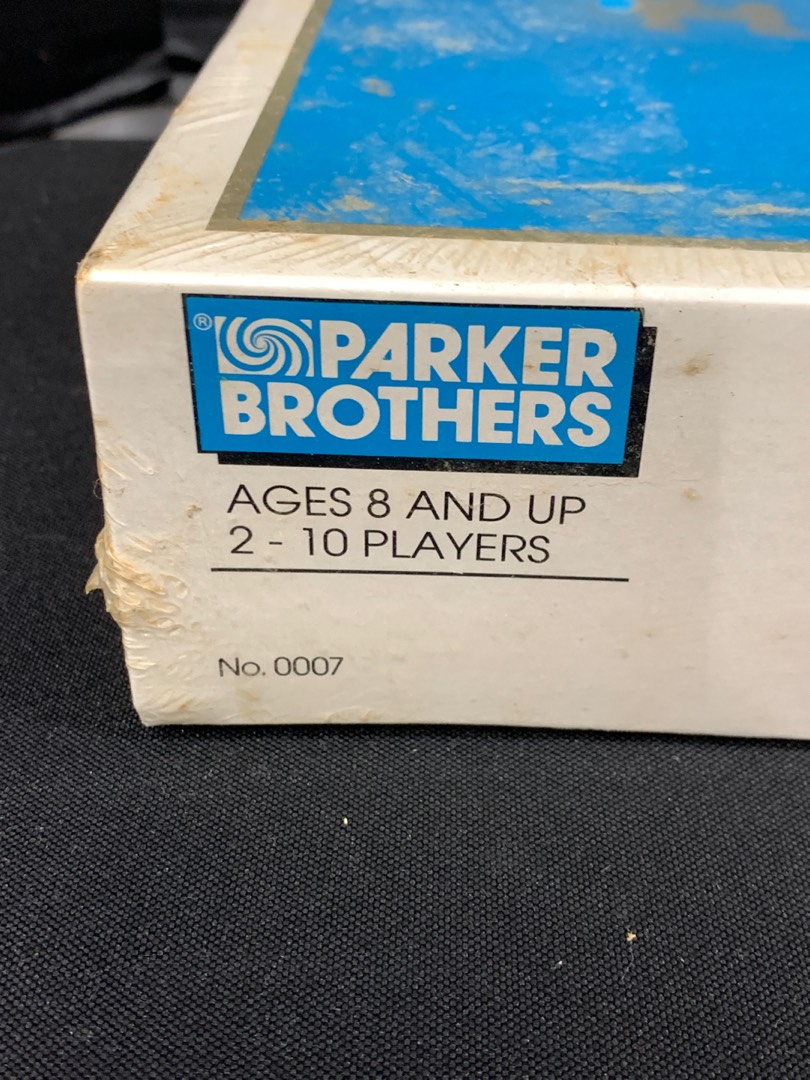 ® PARKER
BROTHERS
AGES 8 AND UP
2 - 10 PLAYERS
No. 0007